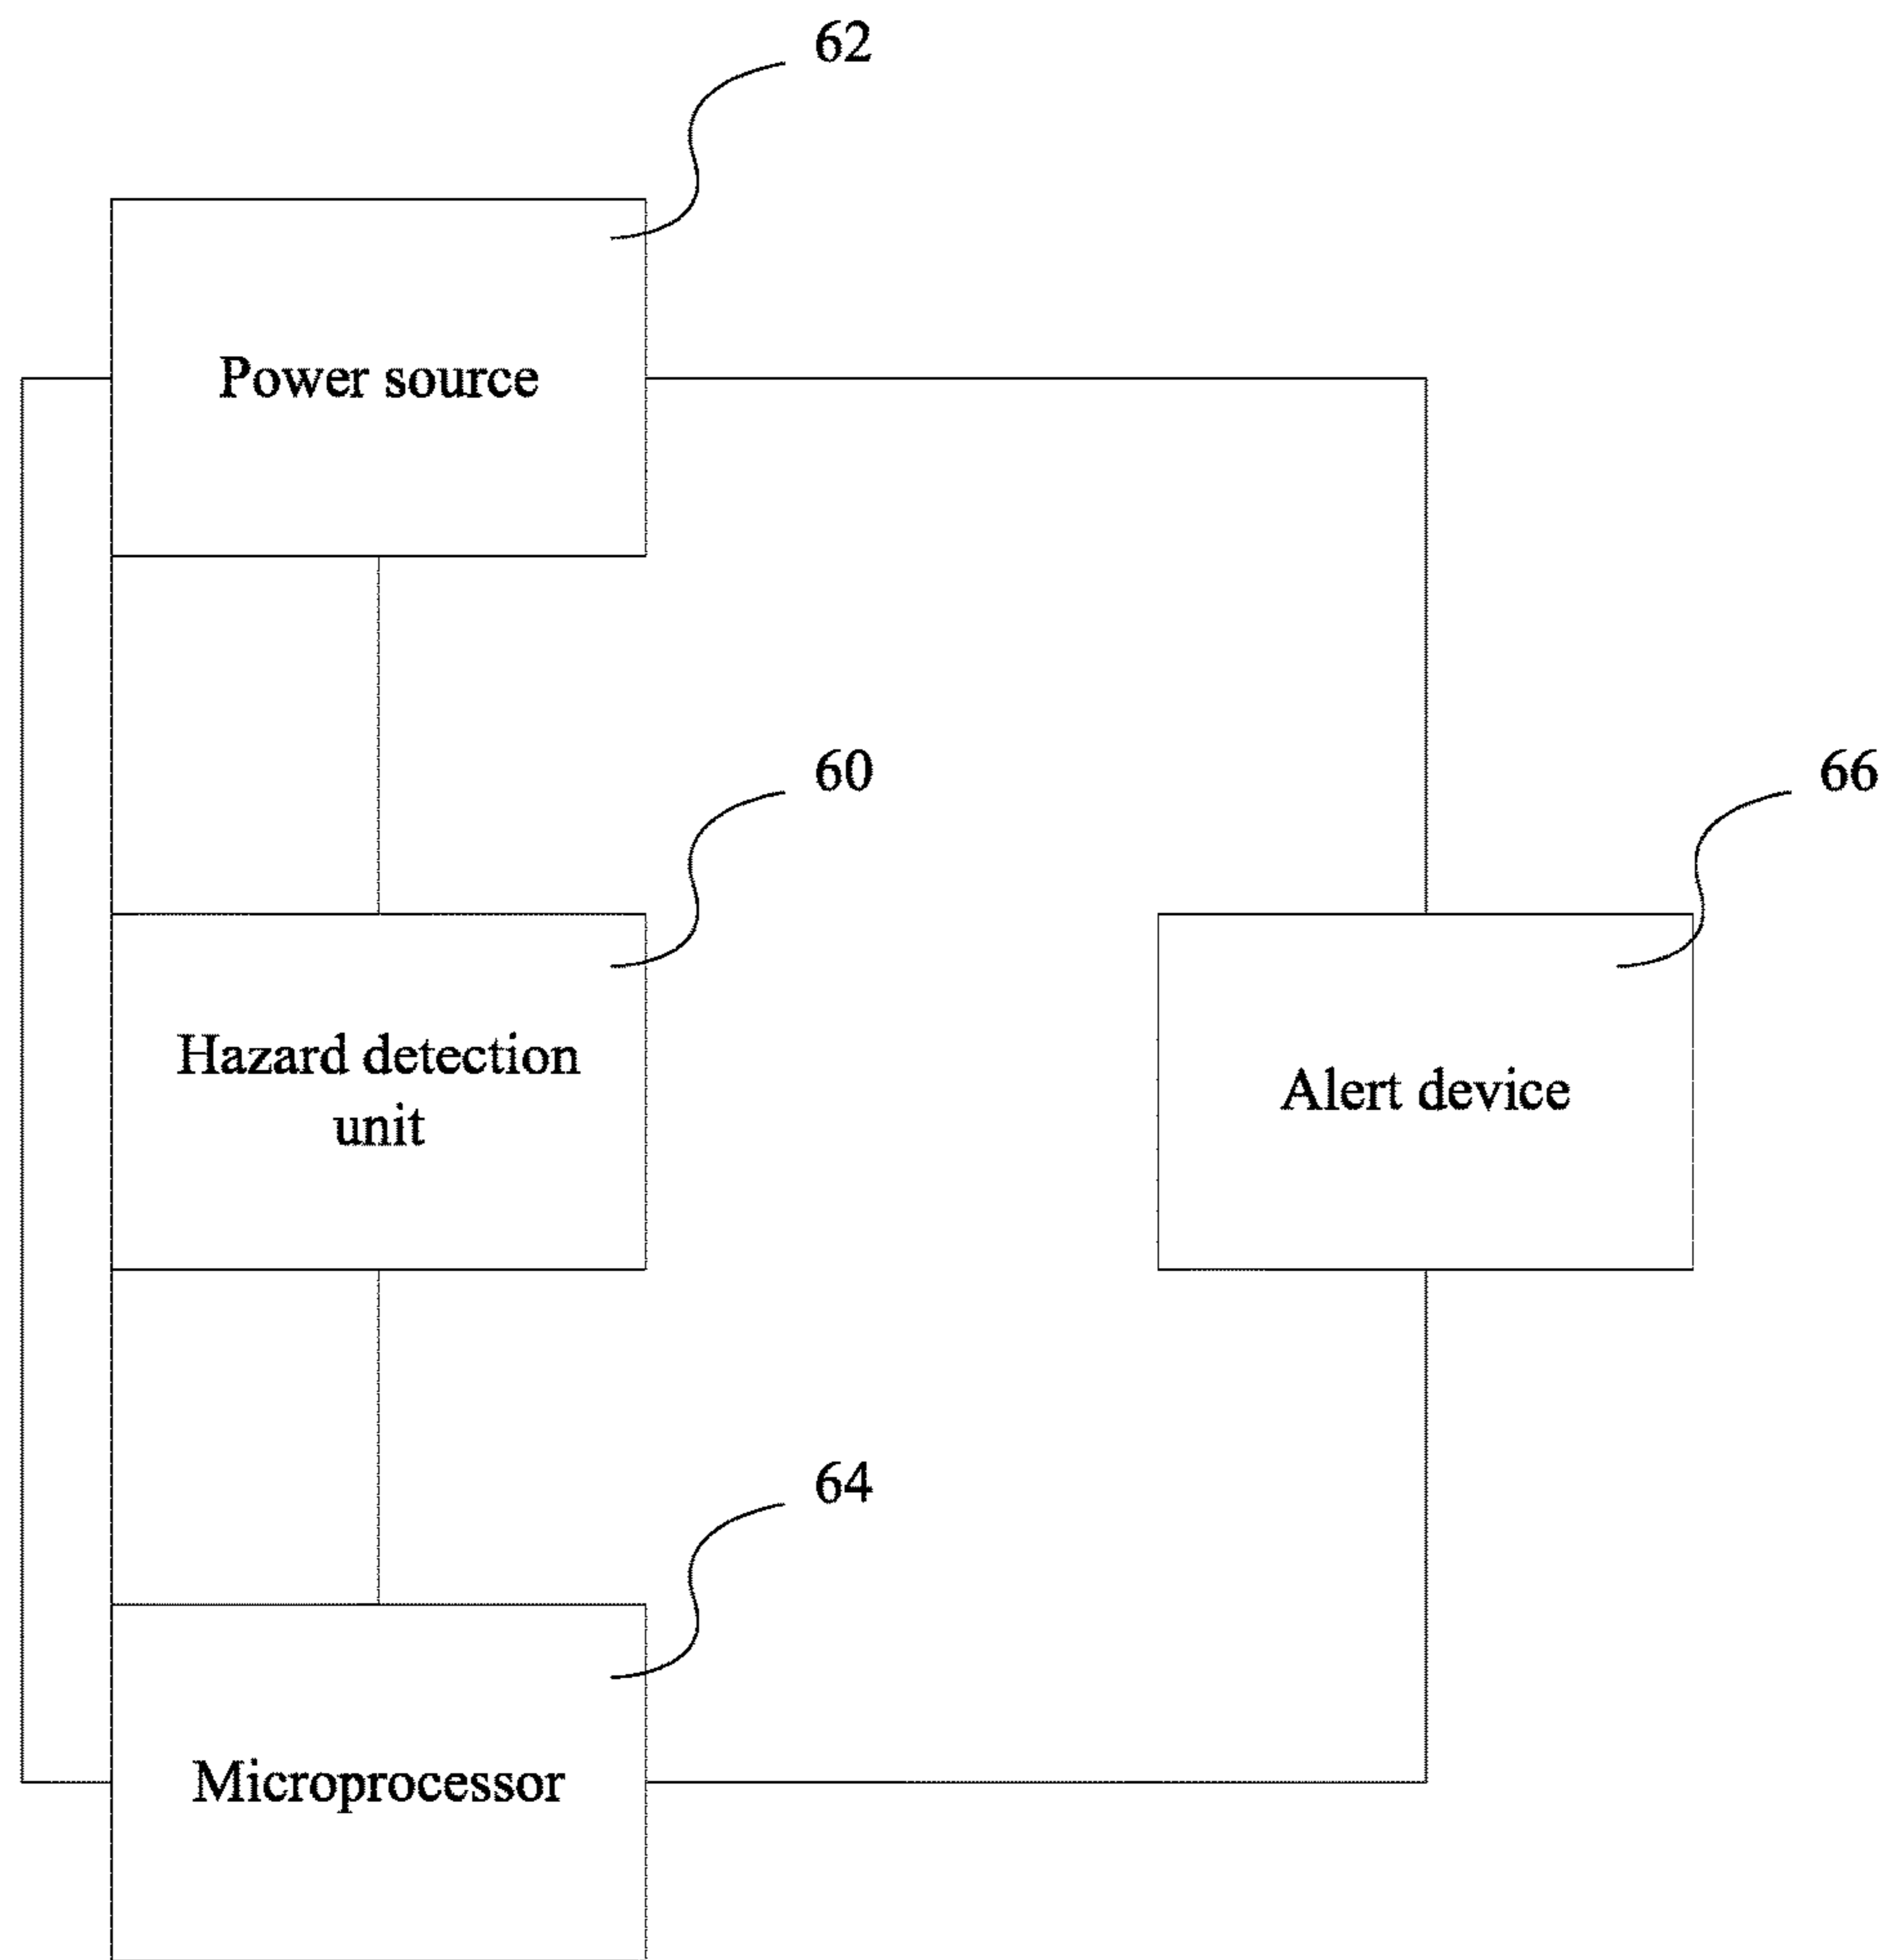 62
Power source
60
66
Hazard detection
unit
Alert device
64
Microprocessor